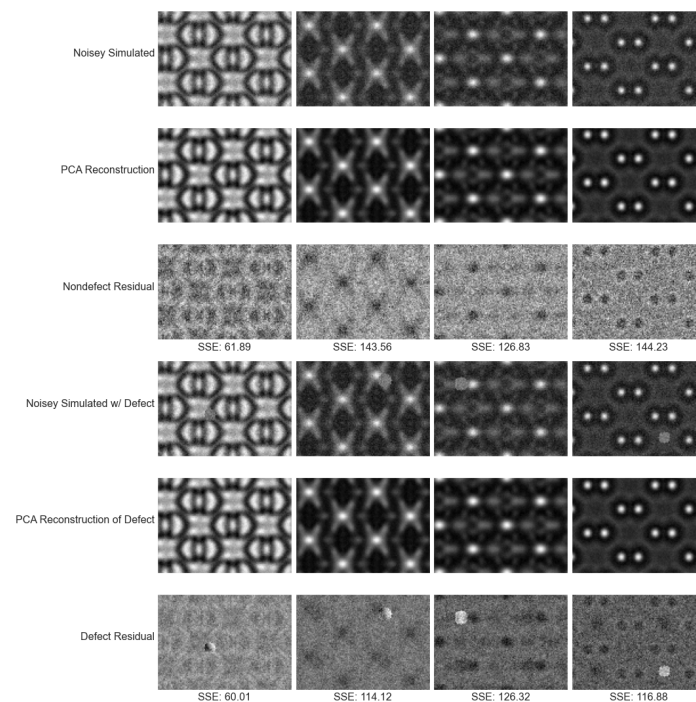 Noisey Simulated
PCA Reconstruction
Nondefect Residual
SSE: 61.89
SSE: 143.56
SSE: 126.83
SSE: 144.23
Noisey Simulated w/ Defect
PCA Reconstruction of Defect
Defect Residual
SSE: 60.01
SSE: 114.12
SSE: 126.32
SSE: 116.88